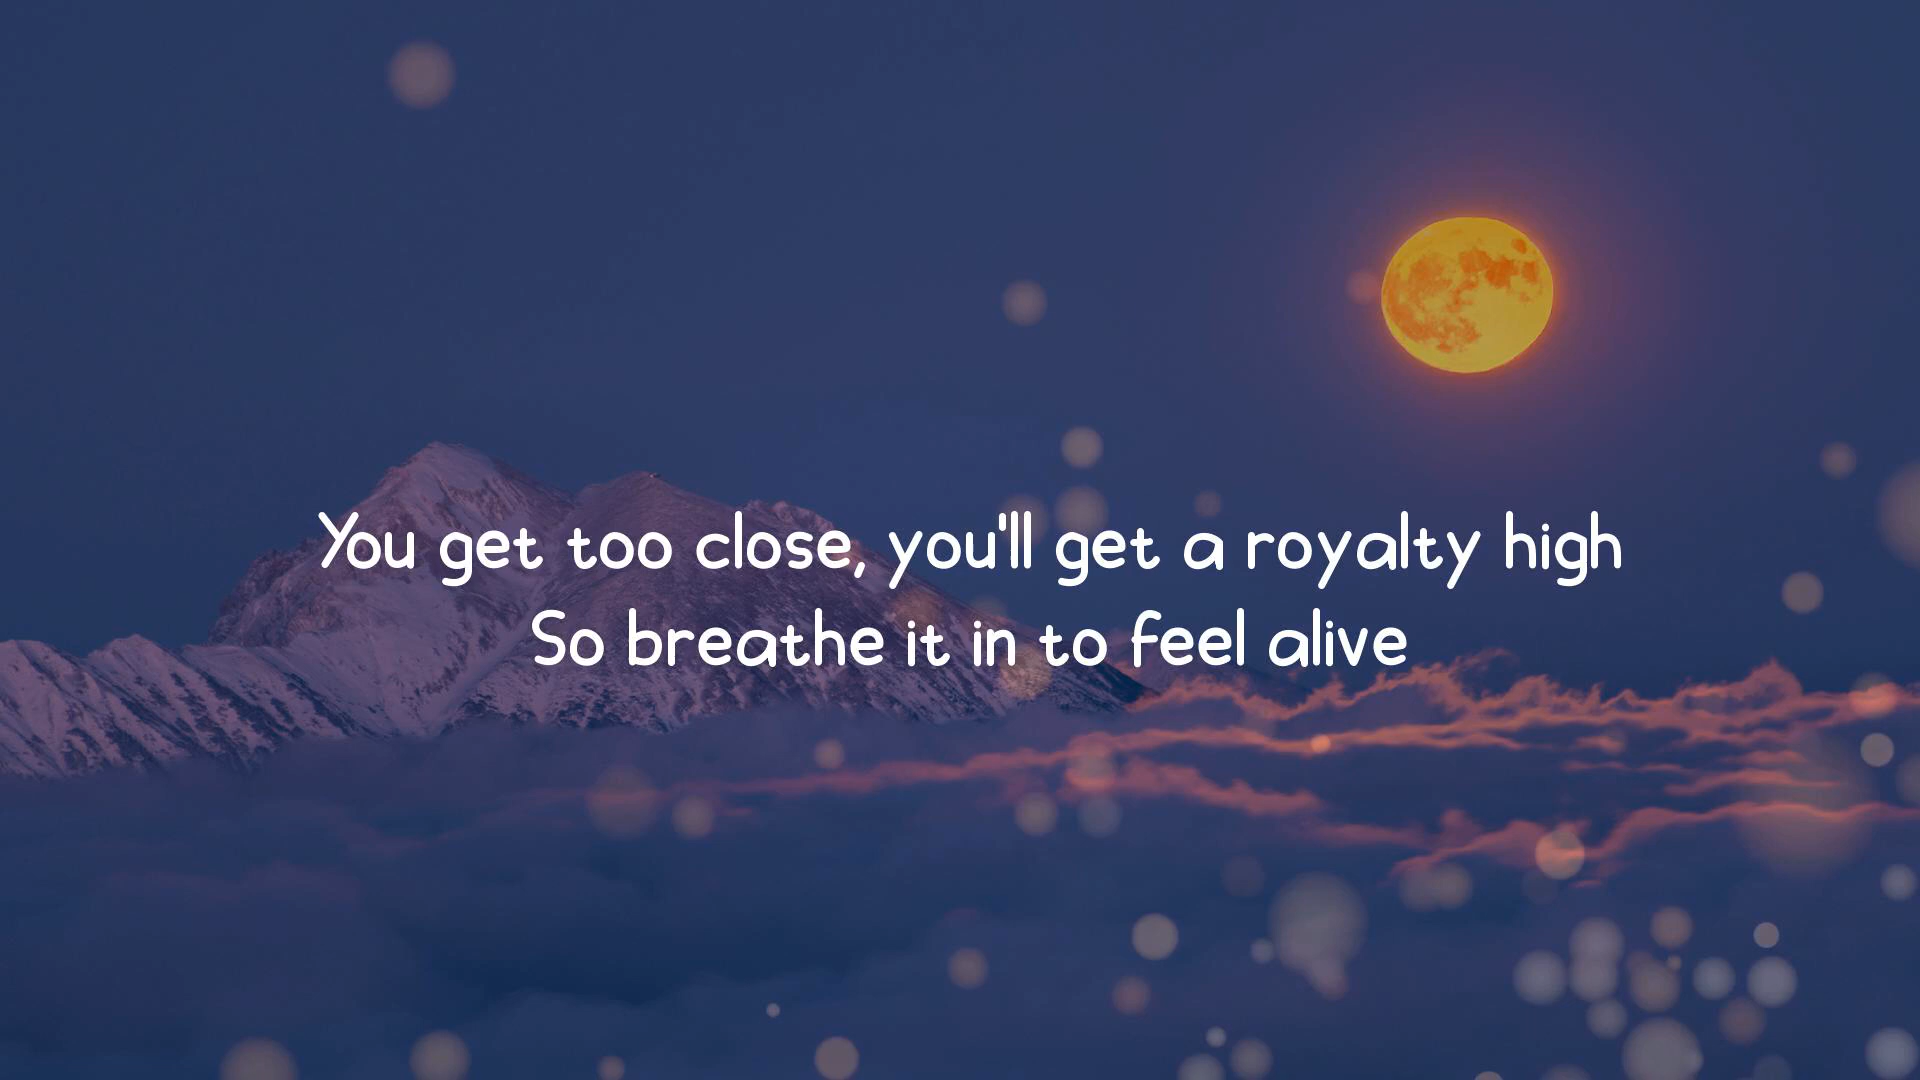 You get too close, you'll get a royalty high
So breathe it in to feel alive